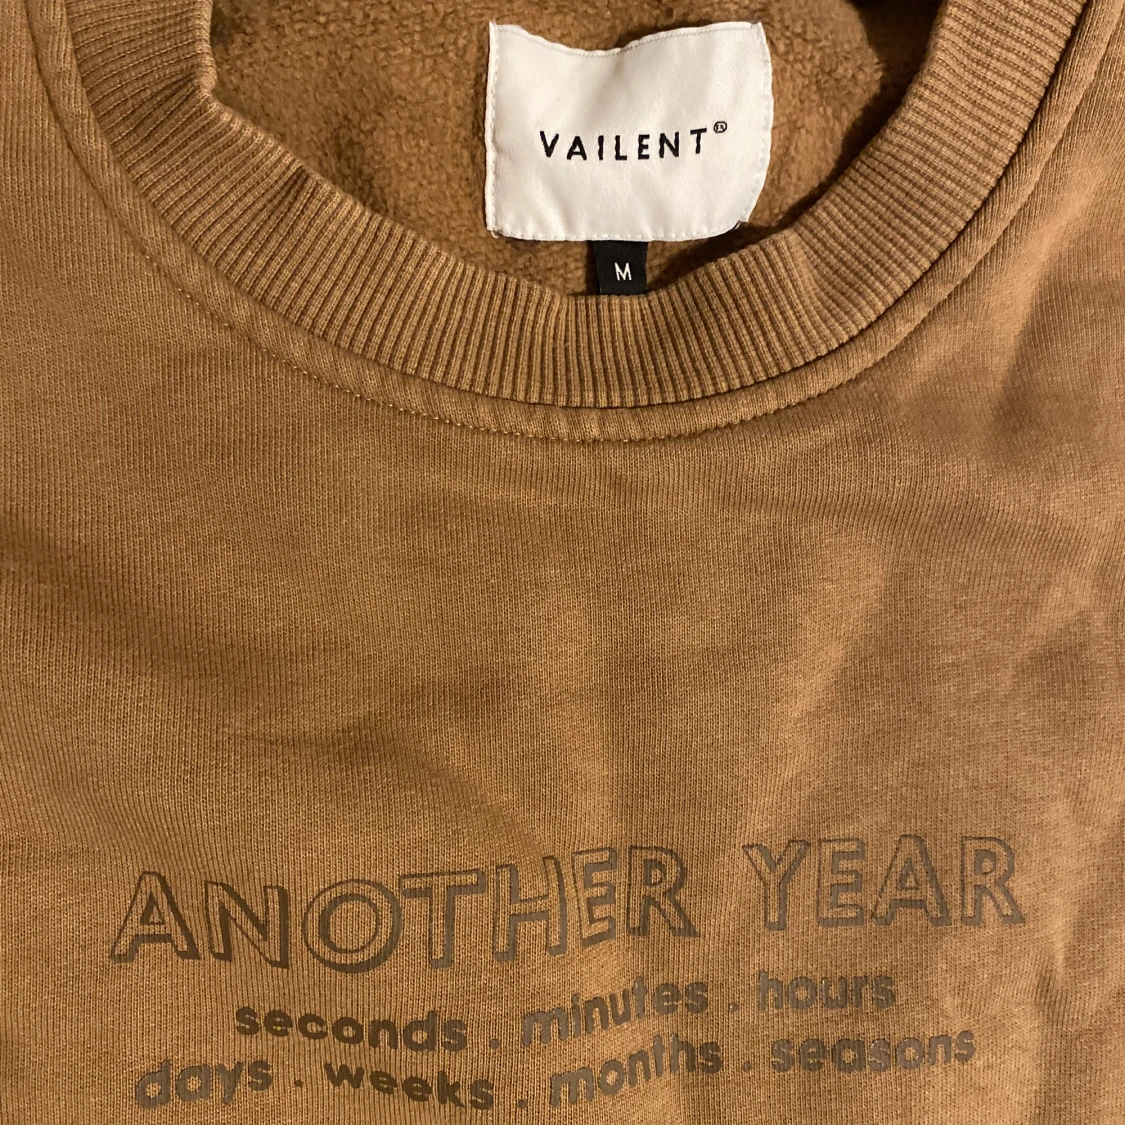 VAILENT®
M
ANOTHER YEAR
seconds . minutes . hours
days . weeks . months . seasons